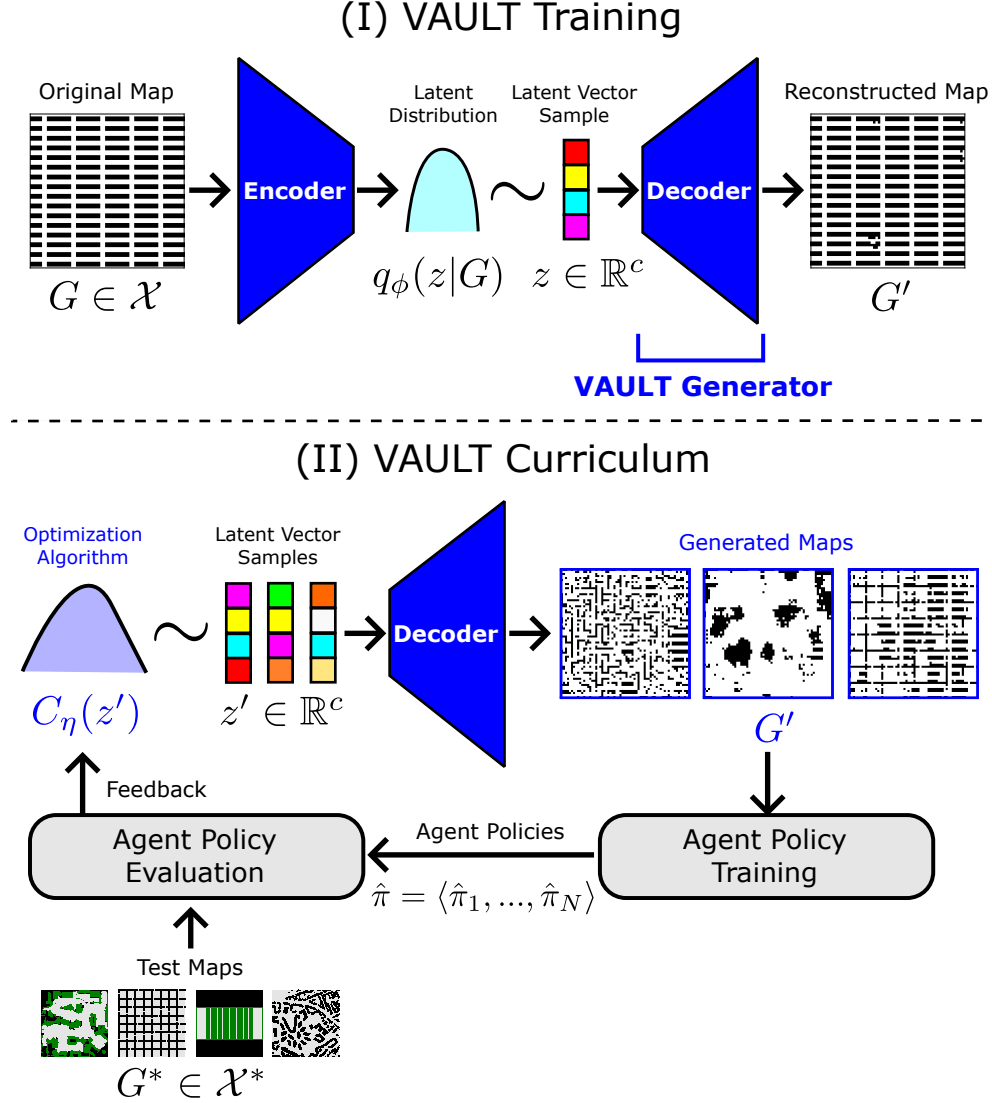 (I) VAULT Training
Original Map
Latent
Distribution
Latent Vector
Sample
Reconstructed Map
Encoder
Decoder
G ∈ 𝒳
q_ϕ(z|G)
z ∈ ℝ^c
G′
VAULT Generator
(II) VAULT Curriculum
Optimization
Algorithm
Latent Vector
Samples
Generated Maps
Decoder
C_η(z′)
z′ ∈ ℝ^c
G′
Feedback
Agent Policy
Evaluation
Agent Policies
π̂ = ⟨π̂_1, ..., π̂_N⟩
Agent Policy
Training
Test Maps
G* ∈ 𝒳*